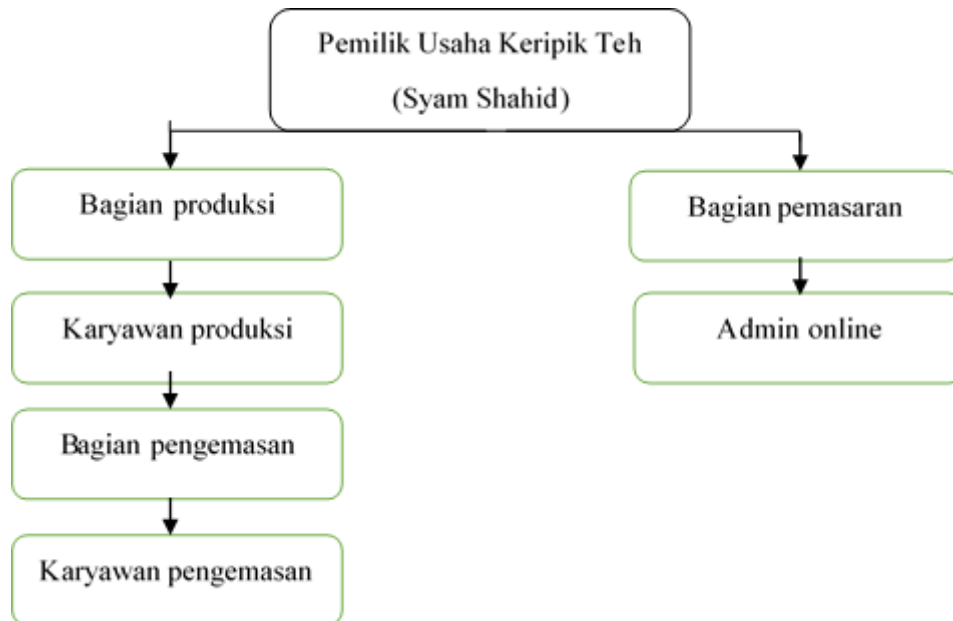 Pemilik Usaha Keripik Teh
(Syam Shahid)
Bagian produksi
Karyawan produksi
Bagian pengemasan
Karyawan pengemasan
Bagian pemasaran
Admin online